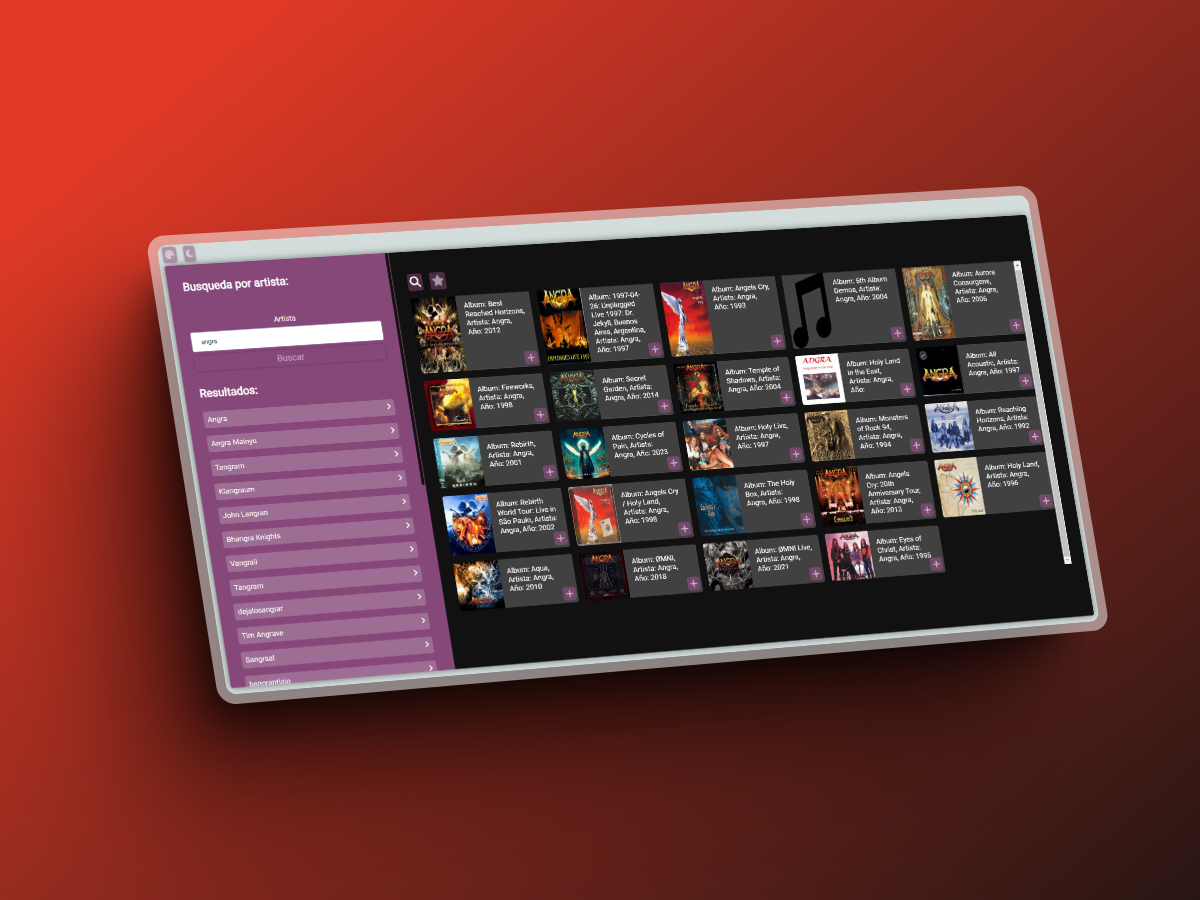 Busqueda por artista:
Artista
angra
Buscar
Resultados:
Angra
Angra Mainyu
Tangram
Klangraum
John Langran
Bhangra Knights
Vangraii
Tangram
dejalosangrar
Tim Angrave
Sangraal
bengrantisio
Album: Best
Reached Horizons,
Artista: Angra,
Año: 2012
Album: 1997-04-
26: Unplugged
Live 1997: Dr.
Jekyll, Buenos
Aires, Argentina,
Artista: Angra,
Año: 1997
Album: Angels Cry,
Artista: Angra,
Año: 1993
Album: 5th Album
Demos, Artista:
Angra, Año: 2004
Album: Aurora
Consurgens,
Artista: Angra,
Año: 2006
Album: Fireworks,
Artista: Angra,
Año: 1998
Album: Secret
Garden, Artista:
Angra, Año: 2014
Album: Temple of
Shadows, Artista:
Angra, Año: 2004
Album: Holy Land
in the East,
Artista: Angra,
Año:
Album: All
Acoustic, Artista:
Angra, Año: 1997
Album: Rebirth,
Artista: Angra,
Año: 2001
Album: Cycles of
Pain, Artista:
Angra, Año: 2023
Album: Holy Live,
Artista: Angra,
Año: 1997
Album: Monsters
of Rock 94,
Artista: Angra,
Año: 1994
Album: Reaching
Horizons, Artista:
Angra, Año: 1992
Album: Rebirth
World Tour: Live in
São Paulo, Artista:
Angra, Año: 2002
Album: Angels Cry
/ Holy Land,
Artista: Angra,
Año: 1998
Album: The Holy
Box, Artista:
Angra, Año: 1998
Album: Angels
Cry: 20th
Anniversary Tour,
Artista: Angra,
Año: 2013
Album: Holy Land,
Artista: Angra,
Año: 1996
Album: Aqua,
Artista: Angra,
Año: 2010
Album: ØMNI,
Artista: Angra,
Año: 2018
Album: ØMNI Live,
Artista: Angra,
Año: 2021
Album: Eyes of
Christ, Artista:
Angra, Año: 1995